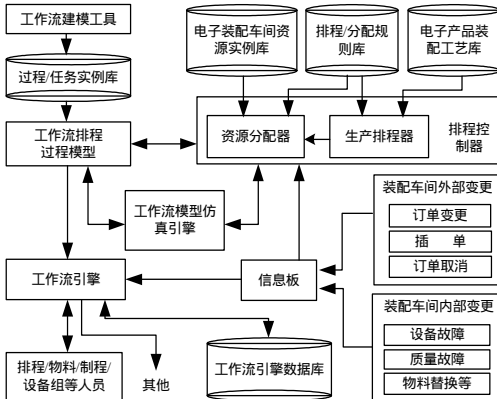 工作流建模工具
过程/任务实例库
工作流排程
过程模型
电子装配车间资
源实例库
排程/分配规
则库
电子产品装
配工艺库
资源分配器
生产排程器
排程控
制器
工作流模型仿
真引擎
装配车间外部变更
订单变更
插 单
订单取消
工作流引擎
信息板
装配车间内部变更
设备故障
质量故障
物料替换等
排程/物料/制程/
设备组等人员
其他
工作流引擎数据库